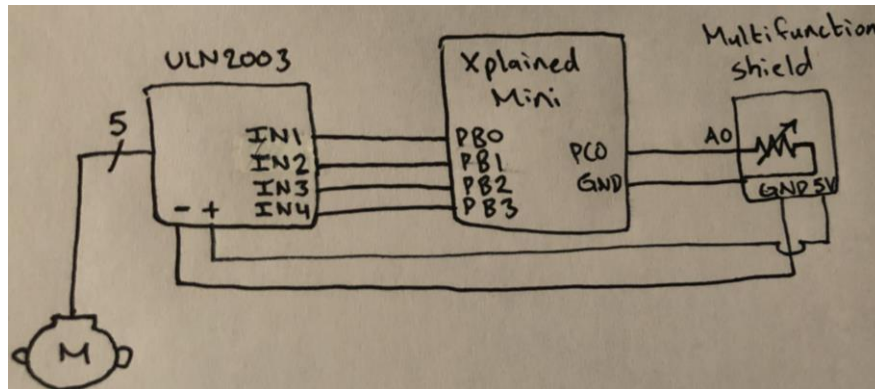 ULN2003
Xplained
Mini
Multifunction
shield
5
IN1
IN2
IN3
IN4
- +
PB0
PB1
PB2
PB3
PC0
GND
A0
GND 5V
M